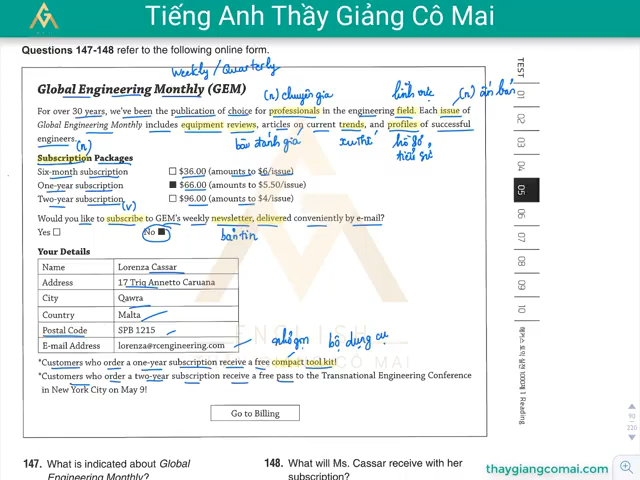 Tiếng Anh Thầy Giảng Cô Mai
Questions 147-148 refer to the following online form.
Weekly / Quarterly
Global Engineering Monthly (GEM)
(n) chuyên gia
lĩnh vực
(n) ấn bản
For over 30 years, we've been the publication of choice for professionals in the engineering field. Each issue of
Global Engineering Monthly includes equipment reviews, articles on current trends, and profiles of successful
engineers.
(n)
bài đánh giá
xu thế
hồ sơ,
tiểu sử
Subscription Packages
Six-month subscription □ $36.00 (amounts to $6/issue)
One-year subscription ■ $66.00 (amounts to $5.50/issue)
Two-year subscription □ $96.00 (amounts to $4/issue)
(v)
Would you like to subscribe to GEM's weekly newsletter, delivered conveniently by e-mail?
Yes □ No ■
bản tin
Your Details
Name Lorenza Cassar
Address 17 Triq Annetto Caruana
City Qawra
Country Malta
Postal Code SPB 1215
E-mail Address lorenza@rcengineering.com
nhỏ gọn
bộ dụng cụ
ENGLISH
CÔ MAI
*Customers who order a one-year subscription receive a free compact tool kit!
*Customers who order a two-year subscription receive a free pass to the Transnational Engineering Conference
in New York City on May 9!
Go to Billing
147. What is indicated about Global
Engineering Monthly?
148. What will Ms. Cassar receive with her
subscription?
TEST
01
02
03
04
05
06
07
08
09
10
Reading
98
220
thaygiangcomai.com